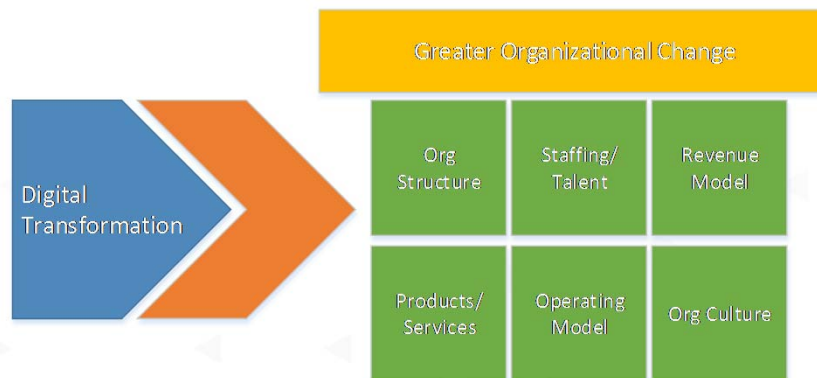 Greater Organizational Change
Digital
Transformation
Org
Structure
Staffing/
Talent
Revenue
Model
Products/
Services
Operating
Model
Org Culture